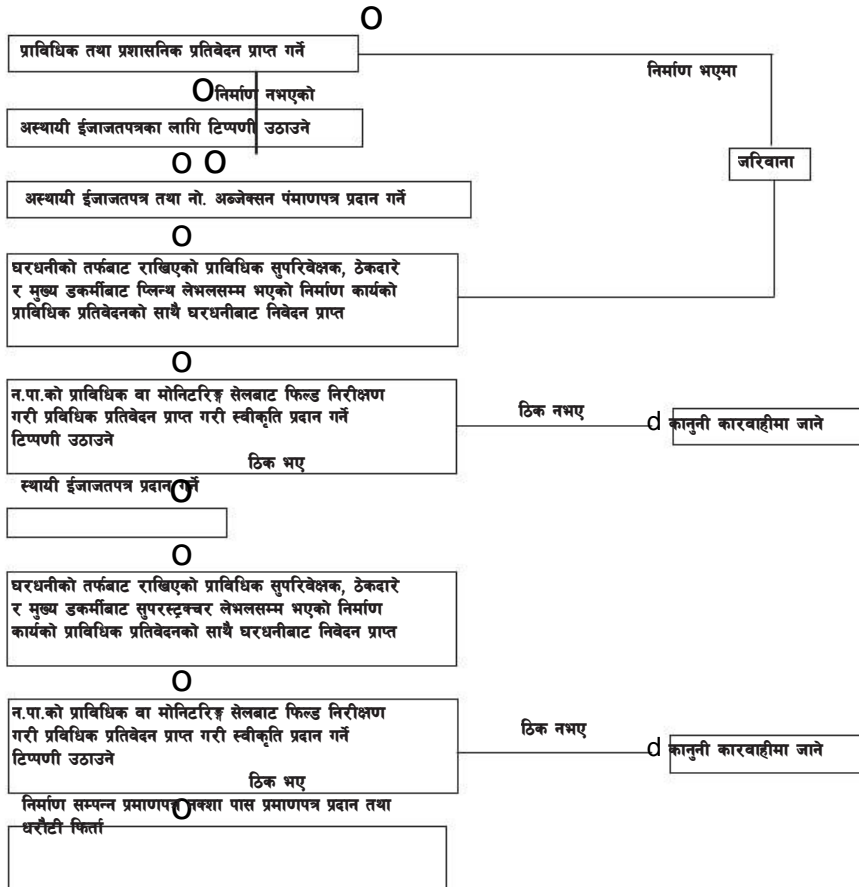 O
प्राविधिक तथा प्रशासनिक प्रतिवेदन प्राप्त गर्ने
निर्माण भएमा
O निर्माण नभएको
अस्थायी ईजाजतपत्रका लागि टिप्पणी उठाउने
जरिवाना
O O
अस्थायी ईजाजतपत्र तथा नो. अब्जेक्सन पंमाणपत्र प्रदान गर्ने
O
घरधनीको तर्फबाट राखिएको प्राविधिक सुपरिवेक्षक, ठेकदारे
र मुख्य डकर्मीबाट प्लिन्थ लेभलसम्म भएको निर्माण कार्यको
प्राविधिक प्रतिवेदनको साथै घरधनीबाट निवेदन प्राप्त
O
न.पा.को प्राविधिक वा मोनिटरिङ्ग सेलबाट फिल्ड निरीक्षण
गरी प्रविधिक प्रतिवेदन प्राप्त गरी स्वीकृति प्रदान गर्ने
टिप्पणी उठाउने
ठिक नभए
d कानुनी कारवाहीमा जाने
ठिक भए
स्थायी ईजाजतपत्र प्रदान गर्ने
O
O
घरधनीको तर्फबाट राखिएको प्राविधिक सुपरिवेक्षक, ठेकदारे
र मुख्य डकर्मीबाट सुपरस्ट्रक्चर लेभलसम्म भएको निर्माण
कार्यको प्राविधिक प्रतिवेदनको साथै घरधनीबाट निवेदन प्राप्त
O
न.पा.को प्राविधिक वा मोनिटरिङ्ग सेलबाट फिल्ड निरीक्षण
गरी प्रविधिक प्रतिवेदन प्राप्त गरी स्वीकृति प्रदान गर्ने
टिप्पणी उठाउने
ठिक नभए
d कानुनी कारवाहीमा जाने
ठिक भए
निर्माण सम्पन्न प्रमाणपत्र नक्शा पास प्रमाणपत्र प्रदान तथा
O
धरौटी फिर्ता